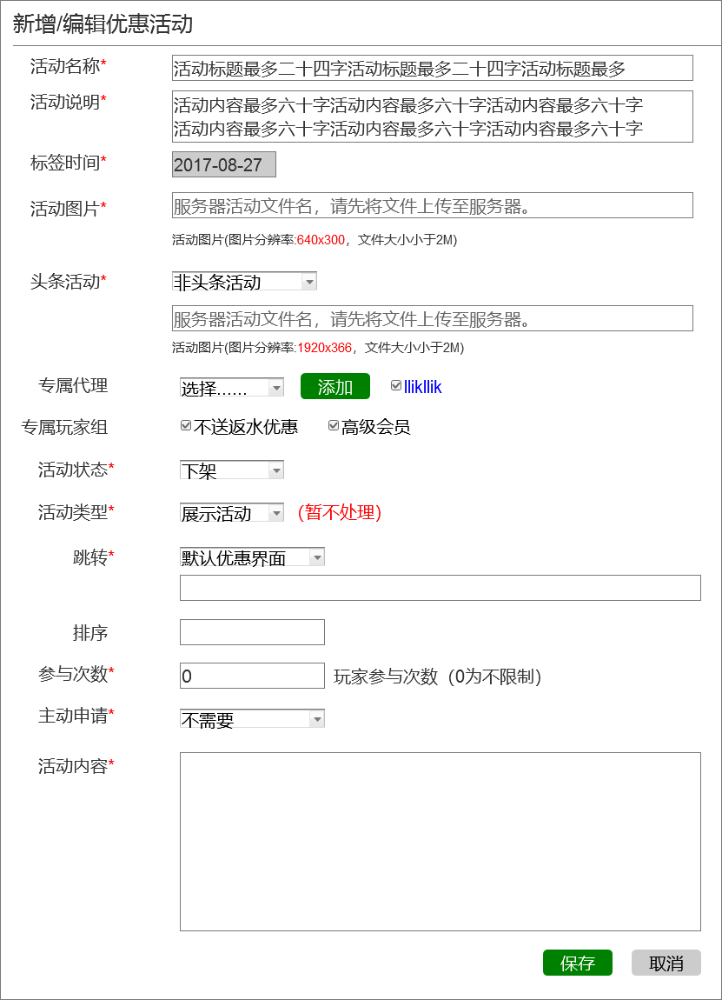 新增/编辑优惠活动
活动名称* 活动标题最多二十四字活动标题最多二十四字活动标题最多
活动说明* 活动内容最多六十字活动内容最多六十字活动内容最多六十字
活动内容最多六十字活动内容最多六十字活动内容最多六十字
标签时间* 2017-08-27
活动图片* 服务器活动文件名，请先将文件上传至服务器。
活动图片(图片分辨率:640x300，文件大小小于2M)
头条活动* 非头条活动
服务器活动文件名，请先将文件上传至服务器。
活动图片(图片分辨率:1920x366，文件大小小于2M)
专属代理 选择…… 添加 llikllik
专属玩家组 不送返水优惠 高级会员
活动状态* 下架
活动类型* 展示活动 （暂不处理）
跳转* 默认优惠界面
排序
参与次数* 0 玩家参与次数（0为不限制）
主动申请* 不需要
活动内容*
保存 取消